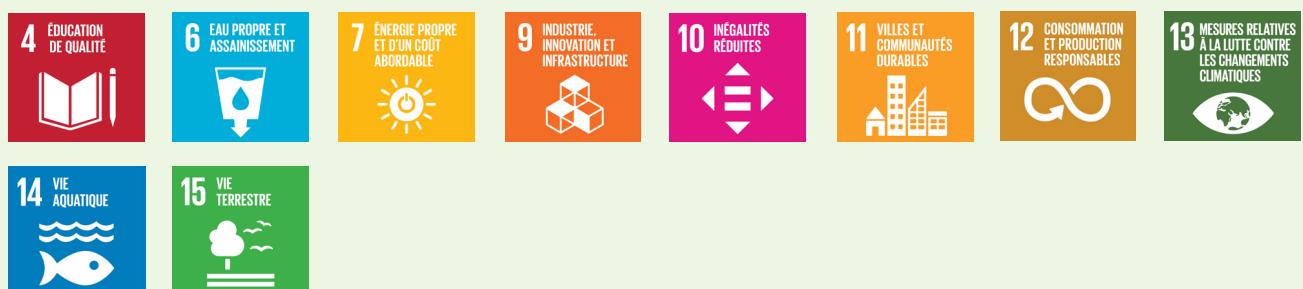 4 ÉDUCATION
DE QUALITÉ
6 EAU PROPRE ET
ASSAINISSEMENT
7 ÉNERGIE PROPRE
ET D'UN COÛT
ABORDABLE
9 INDUSTRIE,
INNOVATION ET
INFRASTRUCTURE
10 INÉGALITÉS
RÉDUITES
11 VILLES ET
COMMUNAUTÉS
DURABLES
12 CONSOMMATION
ET PRODUCTION
RESPONSABLES
13 MESURES RELATIVES
À LA LUTTE CONTRE
LES CHANGEMENTS
CLIMATIQUES
14 VIE
AQUATIQUE
15 VIE
TERRESTRE